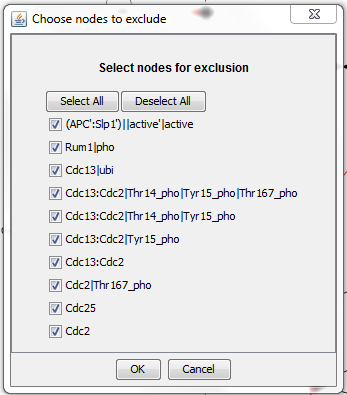 Choose nodes to exclude
Select nodes for exclusion
Select All Deselect All
(APC':Slp1')||active'|active
Rum1|pho
Cdc13|ubi
Cdc13:Cdc2|Thr14_pho|Tyr15_pho|Thr167_pho
Cdc13:Cdc2|Thr14_pho|Tyr15_pho
Cdc13:Cdc2|Tyr15_pho
Cdc13:Cdc2
Cdc2|Thr167_pho
Cdc25
Cdc2
OK Cancel